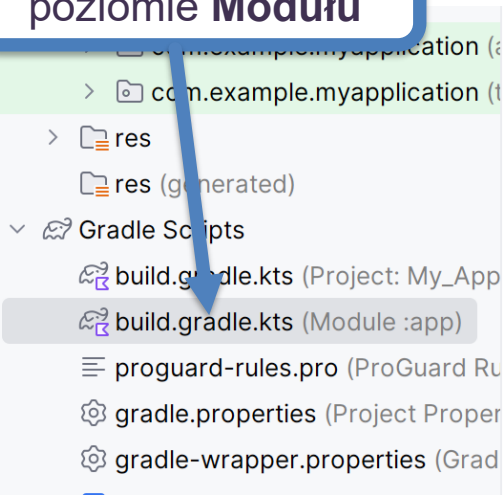 poziomie Modułu
com.example.myapplication (a
com.example.myapplication (t
res
res (generated)
Gradle Scripts
build.gradle.kts (Project: My_App
build.gradle.kts (Module :app)
proguard-rules.pro (ProGuard Ru
gradle.properties (Project Proper
gradle-wrapper.properties (Grad